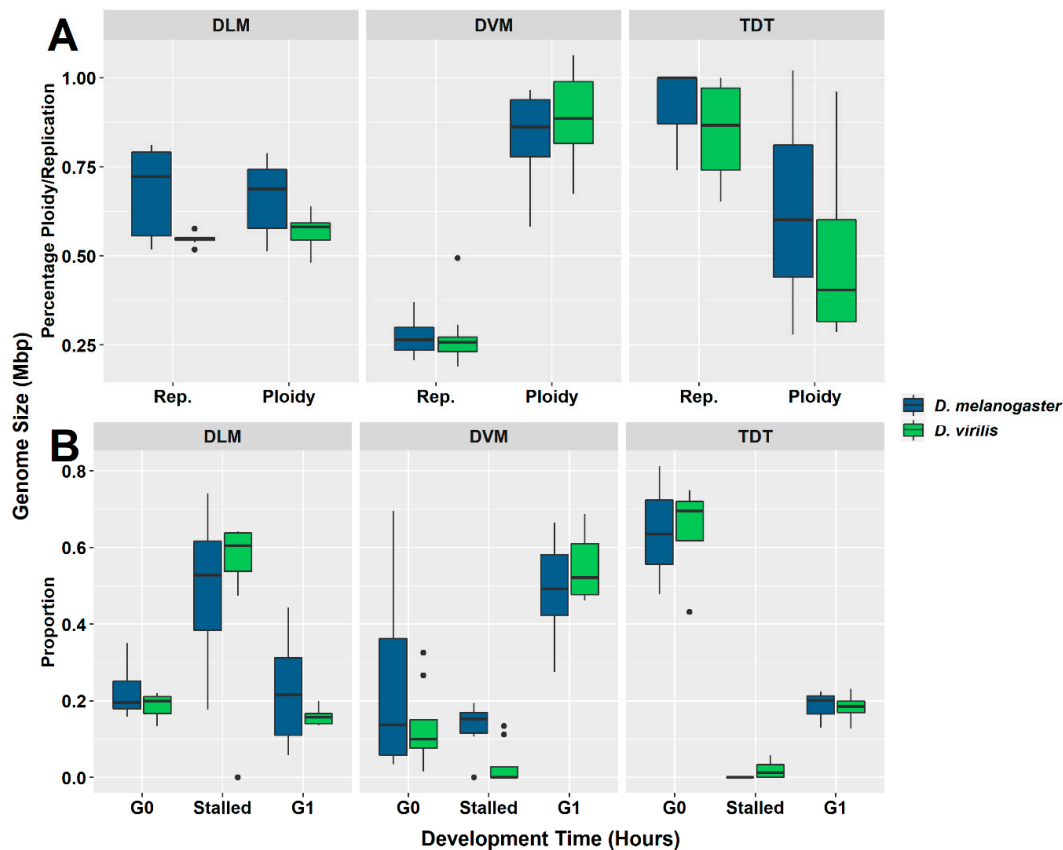 A
DLM
DVM
TDT
Genome Size (Mbp)
Percentage Ploidy/Replication
1.00
0.75
0.50
0.25
Rep.
Ploidy
Rep.
Ploidy
Rep.
Ploidy
D. melanogaster
D. virilis
B
DLM
DVM
TDT
Proportion
0.8
0.6
0.4
0.2
0.0
G0
Stalled
G1
G0
Stalled
G1
G0
Stalled
G1
Development Time (Hours)